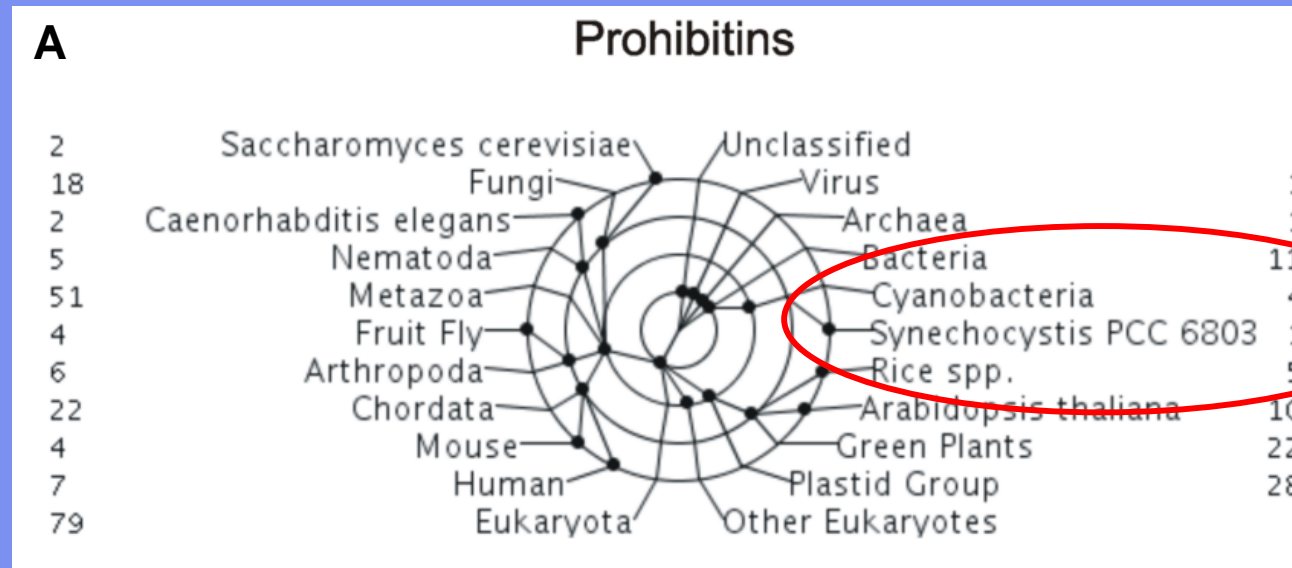 A Prohibitins
2 Saccharomyces cerevisiae Unclassified
18 Fungi Virus
2 Caenorhabditis elegans Archaea
5 Nematoda Bacteria
51 Metazoa Cyanobacteria
4 Fruit Fly Synechocystis PCC 6803
6 Arthropoda Rice spp.
22 Chordata Arabidopsis thaliana
4 Mouse Green Plants
7 Human Plastid Group
79 Eukaryota Other Eukaryotes